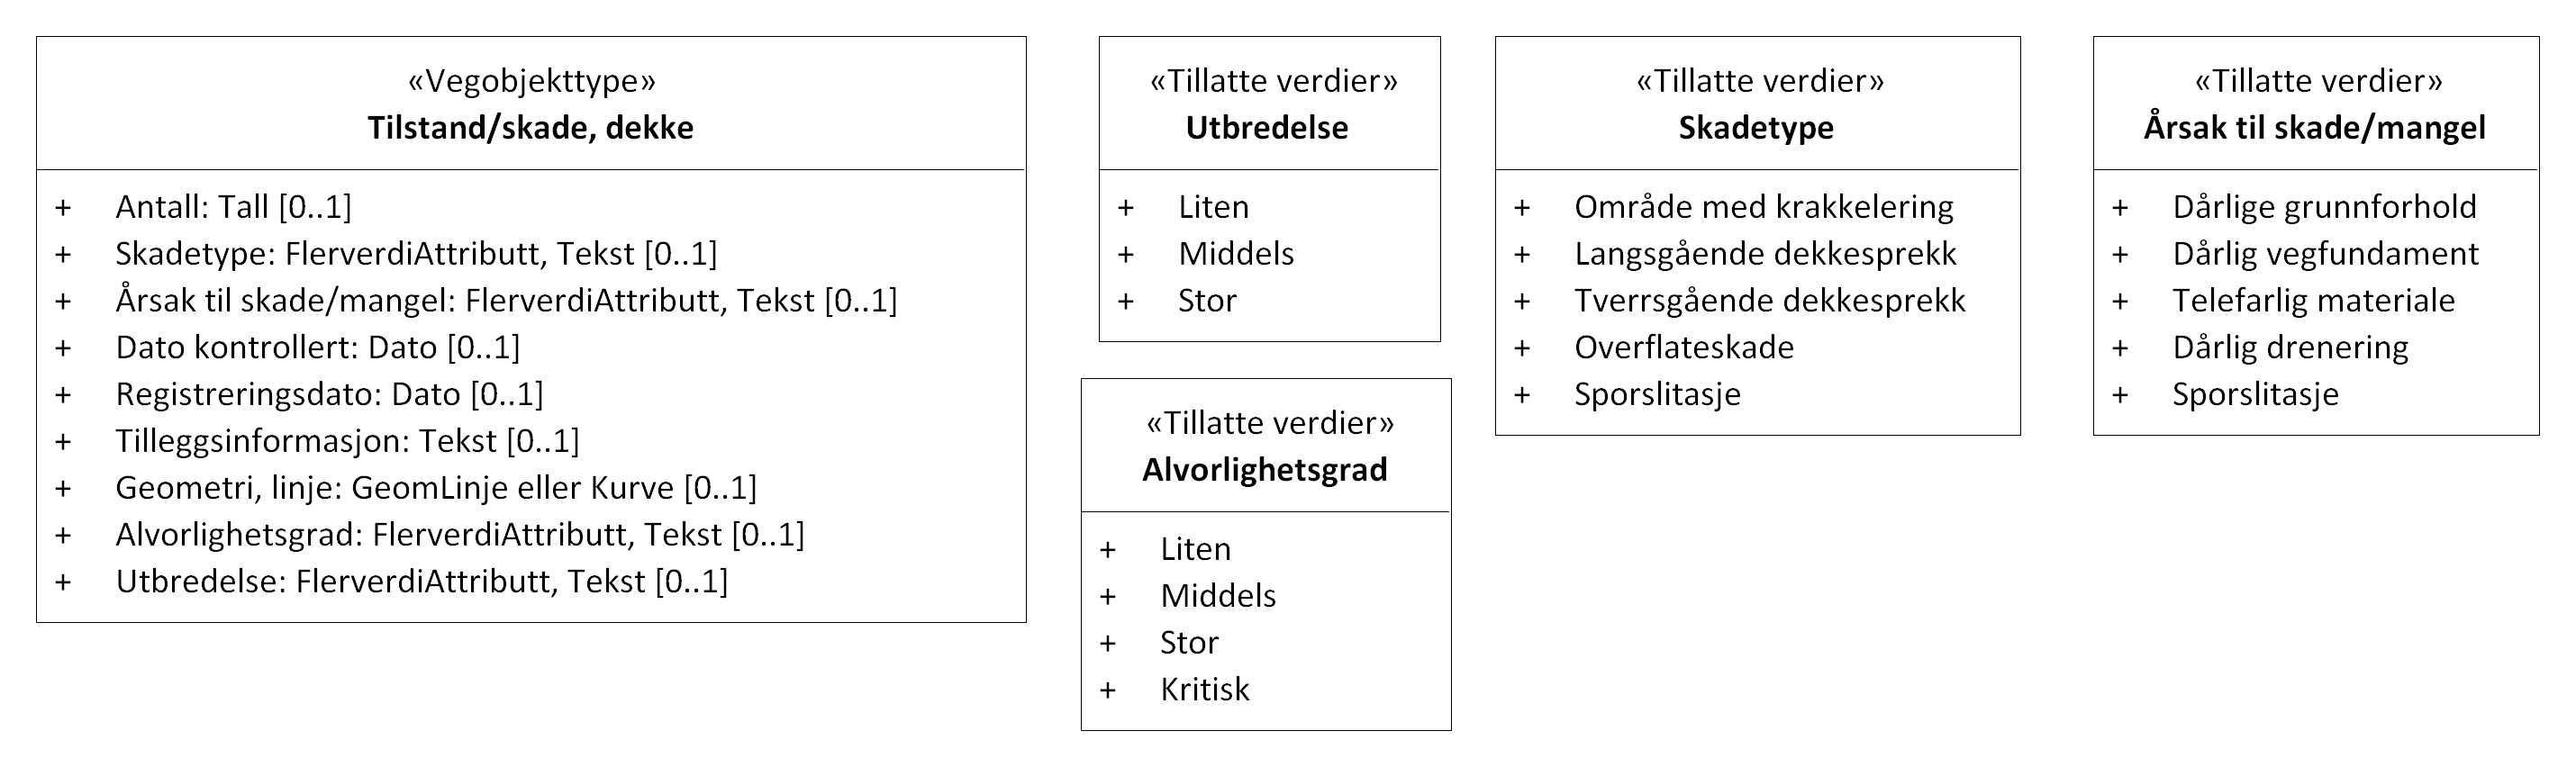 «Vegobjekttype»
Tilstand/skade, dekke
+ Antall: Tall [0..1]
+ Skadetype: FlerverdiAttributt, Tekst [0..1]
+ Årsak til skade/mangel: FlerverdiAttributt, Tekst [0..1]
+ Dato kontrollert: Dato [0..1]
+ Registreringsdato: Dato [0..1]
+ Tilleggsinformasjon: Tekst [0..1]
+ Geometri, linje: GeomLinje eller Kurve [0..1]
+ Alvorlighetsgrad: FlerverdiAttributt, Tekst [0..1]
+ Utbredelse: FlerverdiAttributt, Tekst [0..1]
«Tillatte verdier»
Utbredelse
+ Liten
+ Middels
+ Stor
«Tillatte verdier»
Alvorlighetsgrad
+ Liten
+ Middels
+ Stor
+ Kritisk
«Tillatte verdier»
Skadetype
+ Område med krakkelering
+ Langsgående dekkesprekk
+ Tverrsgående dekkesprekk
+ Overflateskade
+ Sporslitasje
«Tillatte verdier»
Årsak til skade/mangel
+ Dårlige grunnforhold
+ Dårlig vegfundament
+ Telefarlig materiale
+ Dårlig drenering
+ Sporslitasje